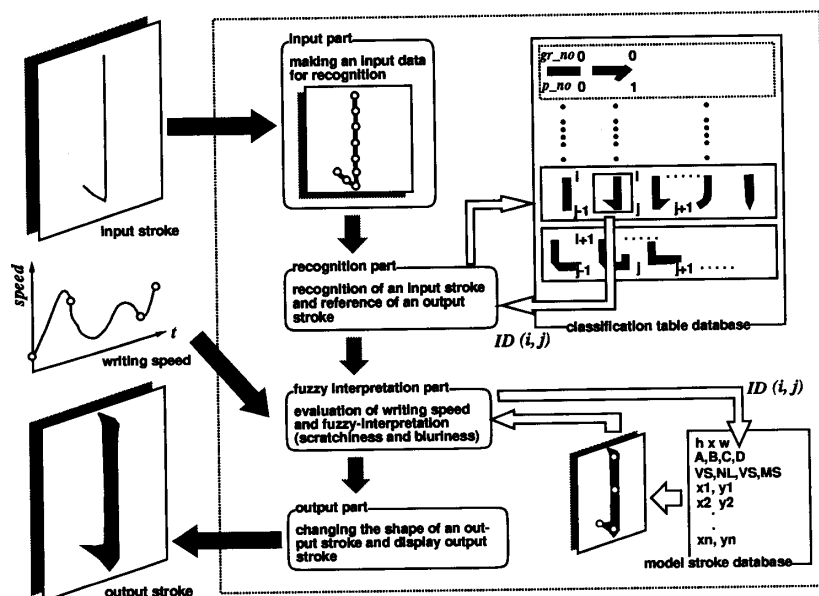 input stroke
speed
t
writing speed
output stroke
input part
making an input data
for recognition
recognition part
recognition of an input stroke
and reference of an output
stroke
fuzzy interpretation part
evaluation of writing speed
and fuzzy-interpretation
(scratchiness and bluriness)
output part
changing the shape of an out-
put stroke and display output
stroke
gr_no 0 0
p_no 0 1
i i
j-1 j j+1
i+1
j-1 j j+1
classification table database
ID (i, j)
ID (i, j)
h x w
A,B,C,D
VS,NL,VS,MS
x1, y1
x2 y2
.
.
xn, yn
model stroke database